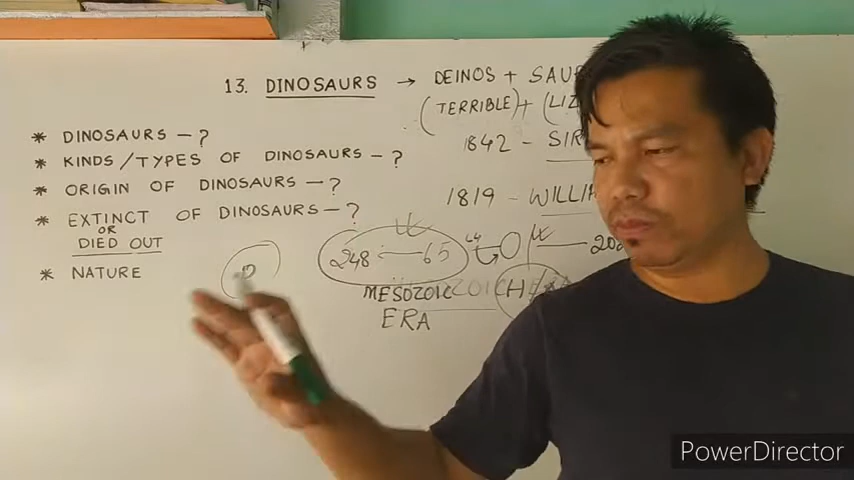 13. DINOSAURS → DEINOS + SAU
(TERRIBLE) + (LIZ
* DINOSAURS - ?
1842 - SIR
* KINDS/TYPES OF DINOSAURS - ?
* ORIGIN OF DINOSAURS - ?
1819 - WILLI
* EXTINCT OF DINOSAURS - ?
OR
DIED OUT
248 - 65
* NATURE
MESOZOIC
ERA
PowerDirector